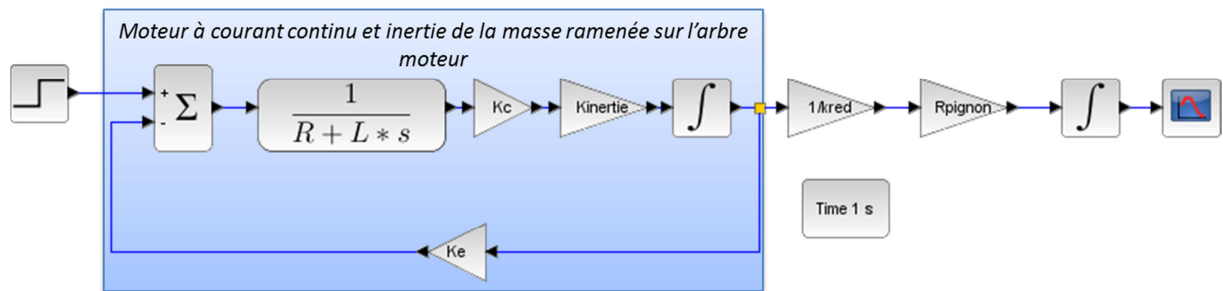 Moteur à courant continu et inertie de la masse ramenée sur l'arbre
moteur
+
-
Σ
1
R + L * s
Kc
Kinertie
∫
1/kred
Rpignon
∫
Ke
Time 1 s